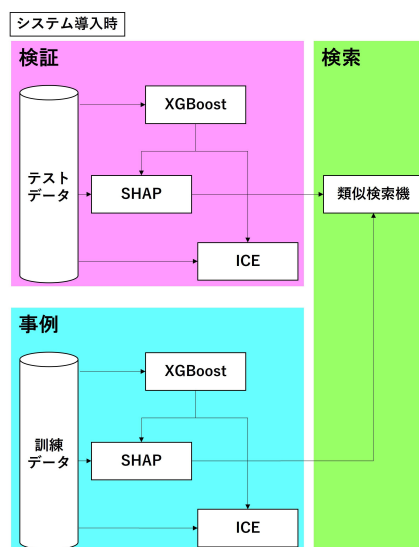 システム導入時
検証
検索
XGBoost
テスト
データ
SHAP
類似検索機
ICE
事例
XGBoost
訓練
データ
SHAP
ICE